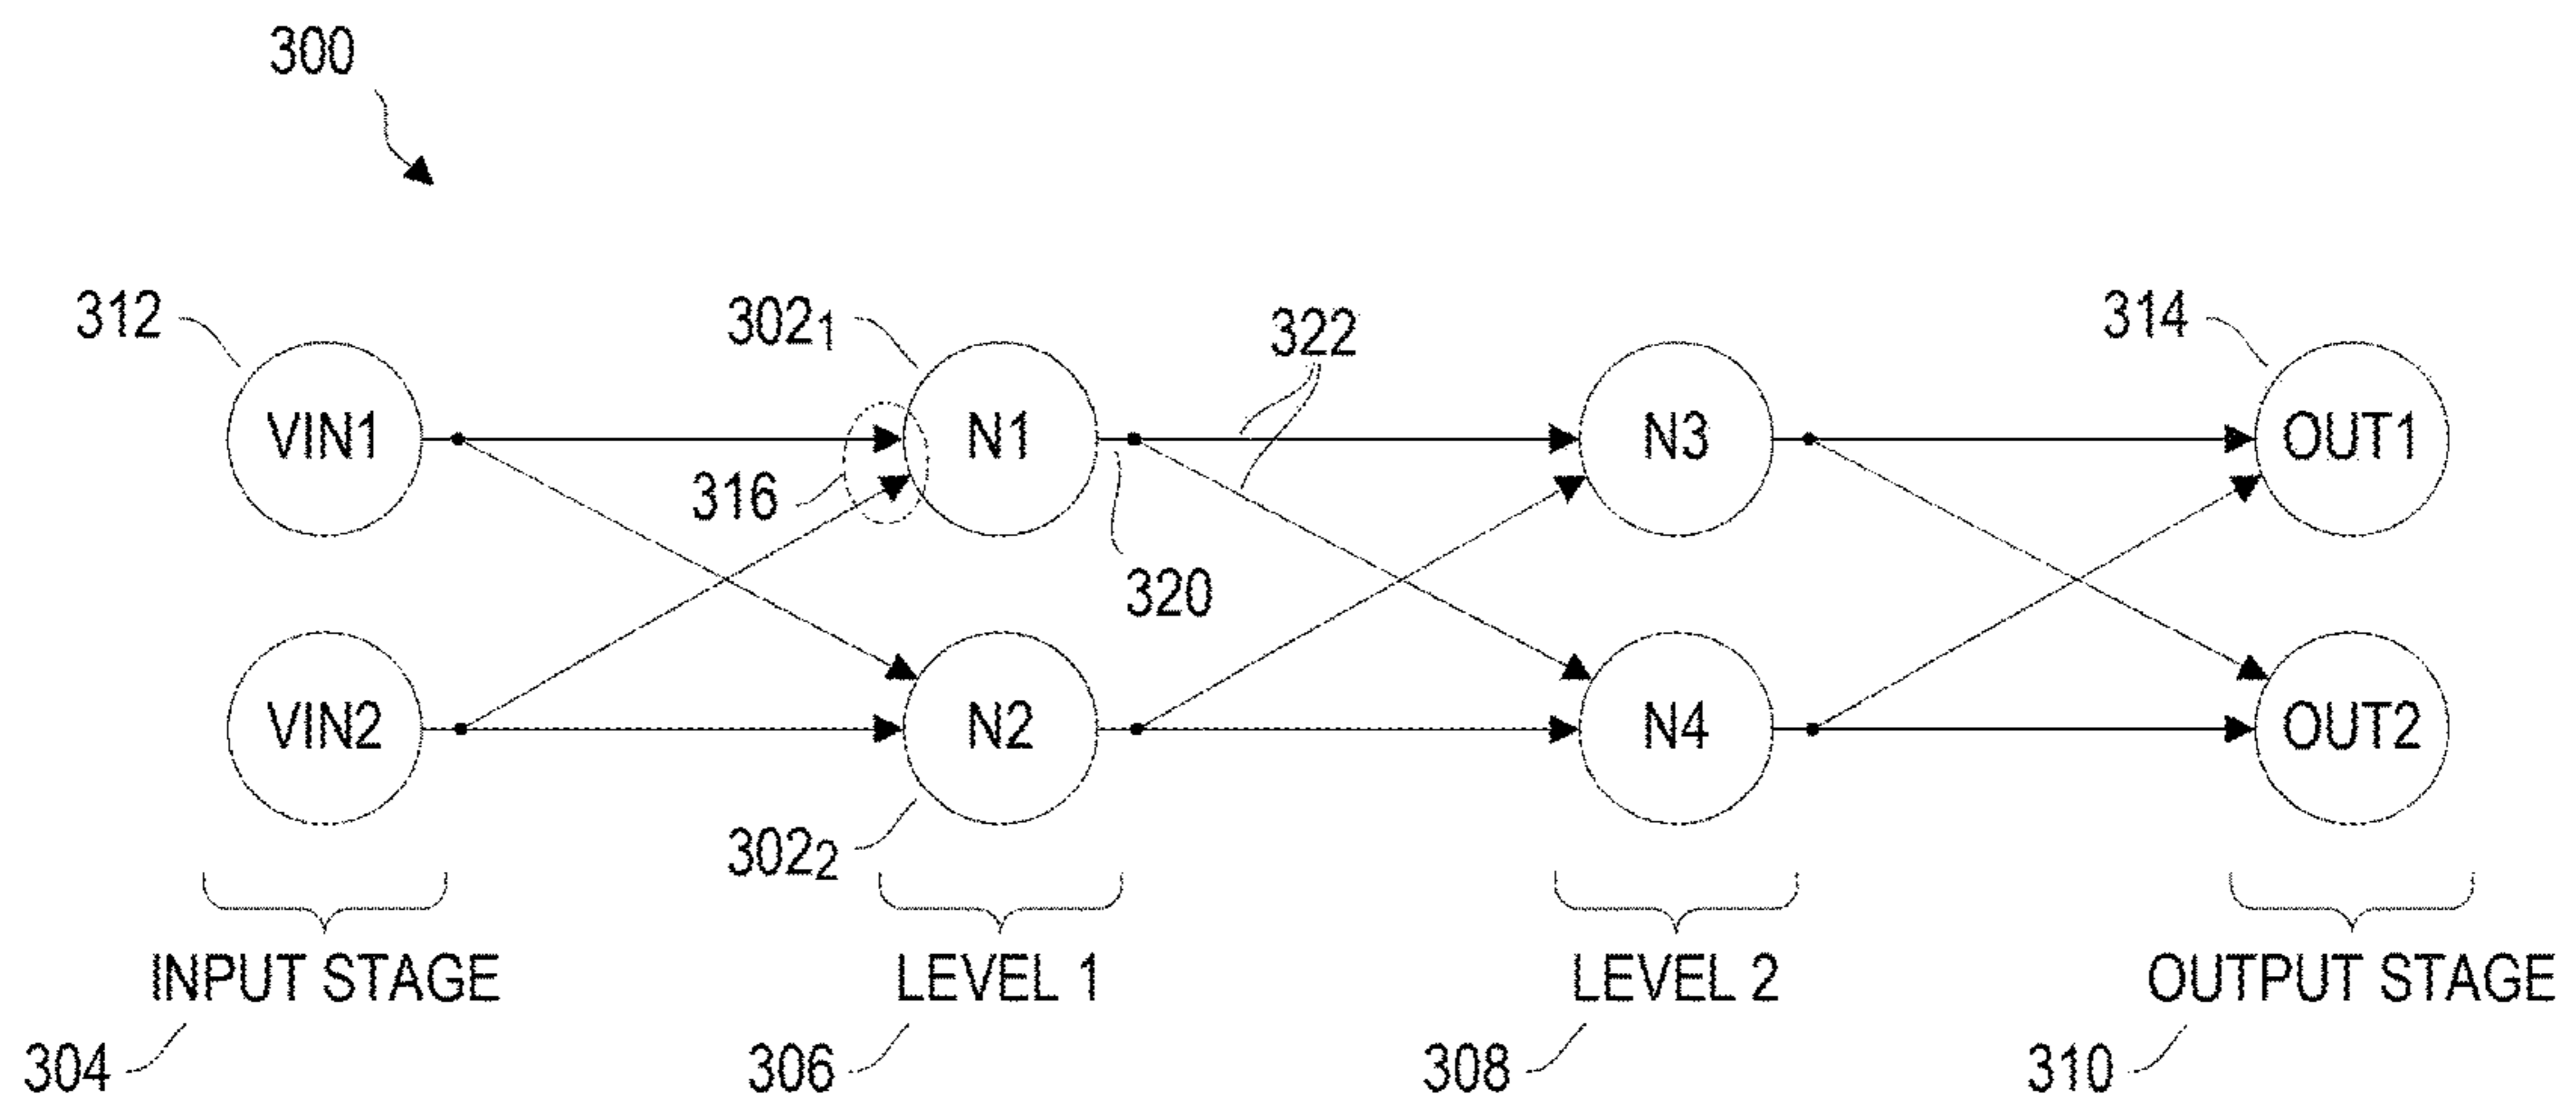 300
312
302₁
322
314
VIN1
N1
N3
OUT1
316
320
VIN2
N2
N4
OUT2
302₂
INPUT STAGE
LEVEL 1
LEVEL 2
OUTPUT STAGE
304
306
308
310